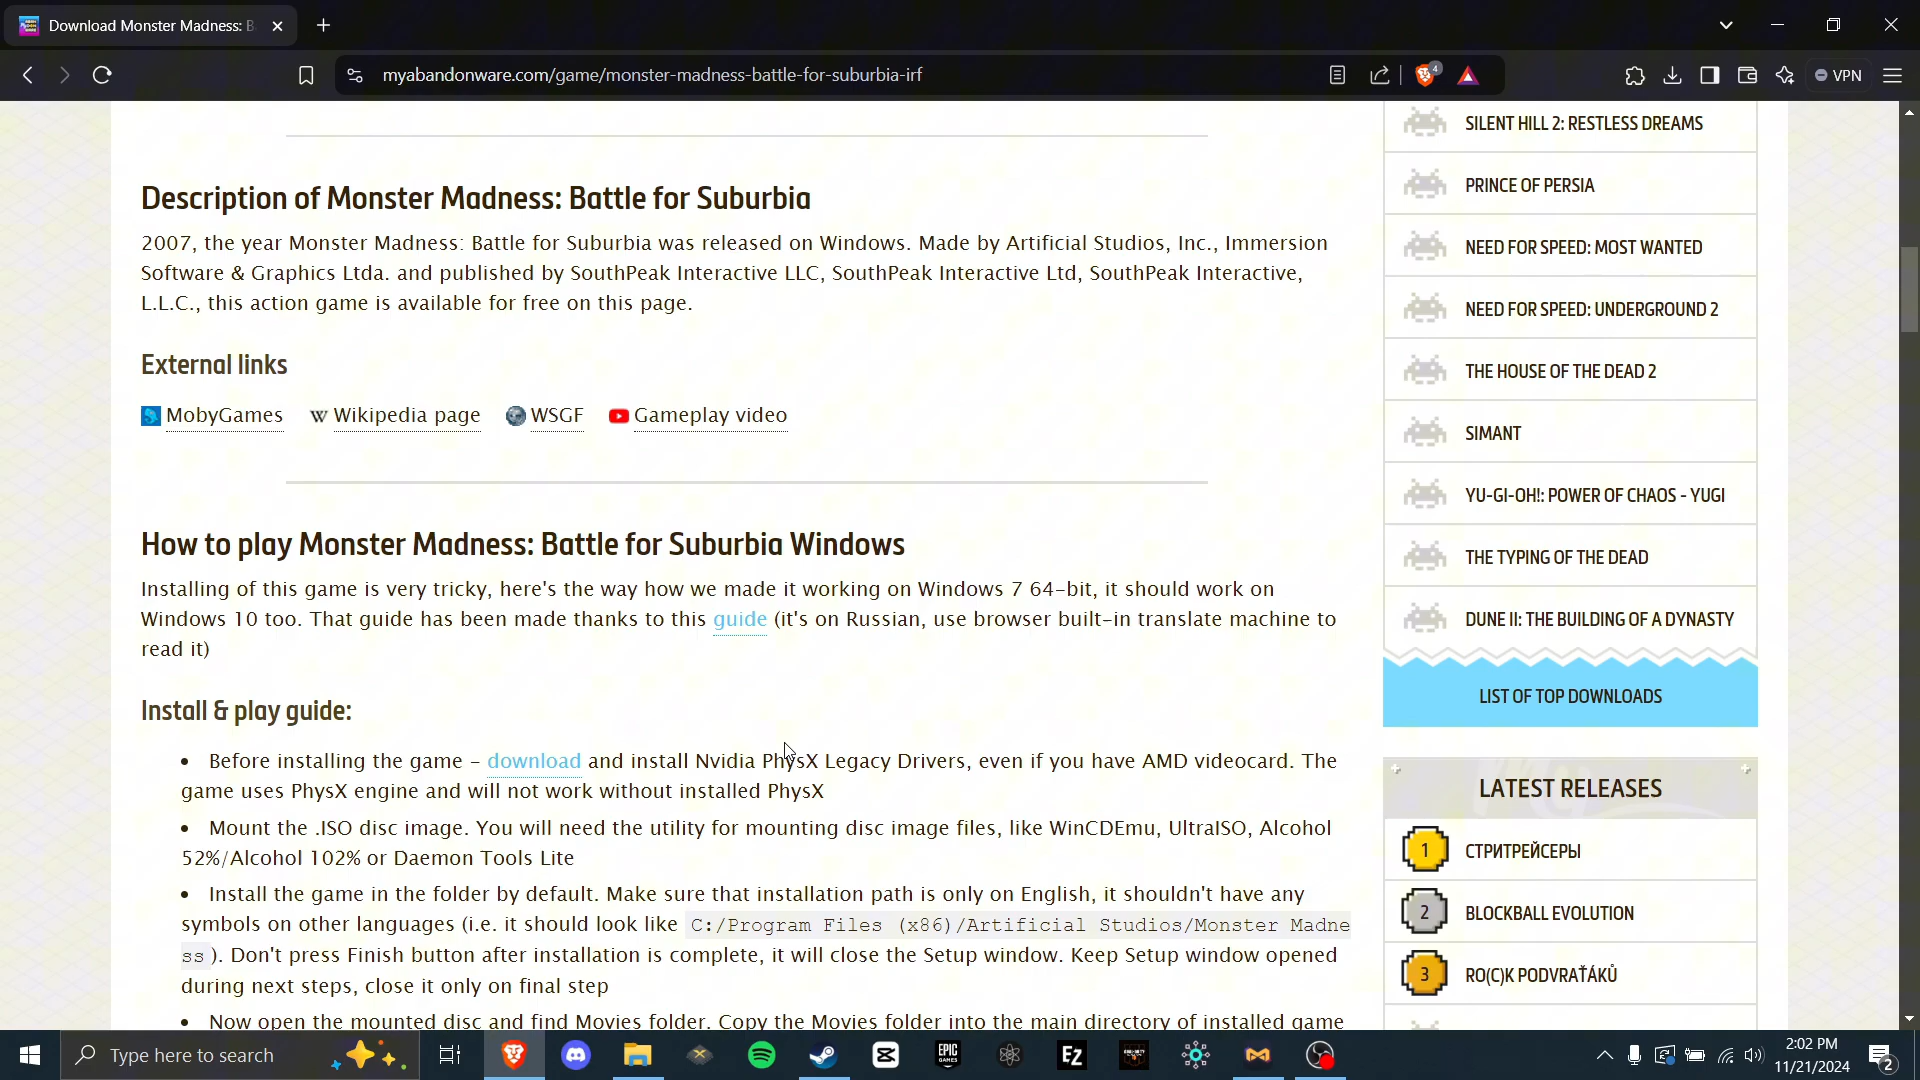 Download Monster Madness: B
myabandonware.com/game/monster-madness-battle-for-suburbia-irf
4
VPN
Description of Monster Madness: Battle for Suburbia
2007, the year Monster Madness: Battle for Suburbia was released on Windows. Made by Artificial Studios, Inc., Immersion
Software & Graphics Ltda. and published by SouthPeak Interactive LLC, SouthPeak Interactive Ltd, SouthPeak Interactive,
L.L.C., this action game is available for free on this page.
External links
MobyGames W Wikipedia page WSGF Gameplay video
How to play Monster Madness: Battle for Suburbia Windows
Installing of this game is very tricky, here's the way how we made it working on Windows 7 64-bit, it should work on
Windows 10 too. That guide has been made thanks to this guide (it's on Russian, use browser built-in translate machine to
read it)
Install & play guide:
• Before installing the game - download and install Nvidia PhysX Legacy Drivers, even if you have AMD videocard. The
game uses PhysX engine and will not work without installed PhysX
• Mount the .ISO disc image. You will need the utility for mounting disc image files, like WinCDEmu, UltraISO, Alcohol
52%/Alcohol 102% or Daemon Tools Lite
• Install the game in the folder by default. Make sure that installation path is only on English, it shouldn't have any
symbols on other languages (i.e. it should look like C:/Program Files (x86)/Artificial Studios/Monster Madne
ss ). Don't press Finish button after installation is complete, it will close the Setup window. Keep Setup window opened
during next steps, close it only on final step
• Now open the mounted disc and find Movies folder. Copy the Movies folder into the main directory of installed game
SILENT HILL 2: RESTLESS DREAMS
PRINCE OF PERSIA
NEED FOR SPEED: MOST WANTED
NEED FOR SPEED: UNDERGROUND 2
THE HOUSE OF THE DEAD 2
SIMANT
YU-GI-OH!: POWER OF CHAOS - YUGI
THE TYPING OF THE DEAD
DUNE II: THE BUILDING OF A DYNASTY
LIST OF TOP DOWNLOADS
LATEST RELEASES
1 СТРИТРЕЙСЕРЫ
2 BLOCKBALL EVOLUTION
3 RO(C)K PODVRAŤÁKŮ
Type here to search
EPIC
GAMES
EZ
2:02 PM
11/21/2024
2